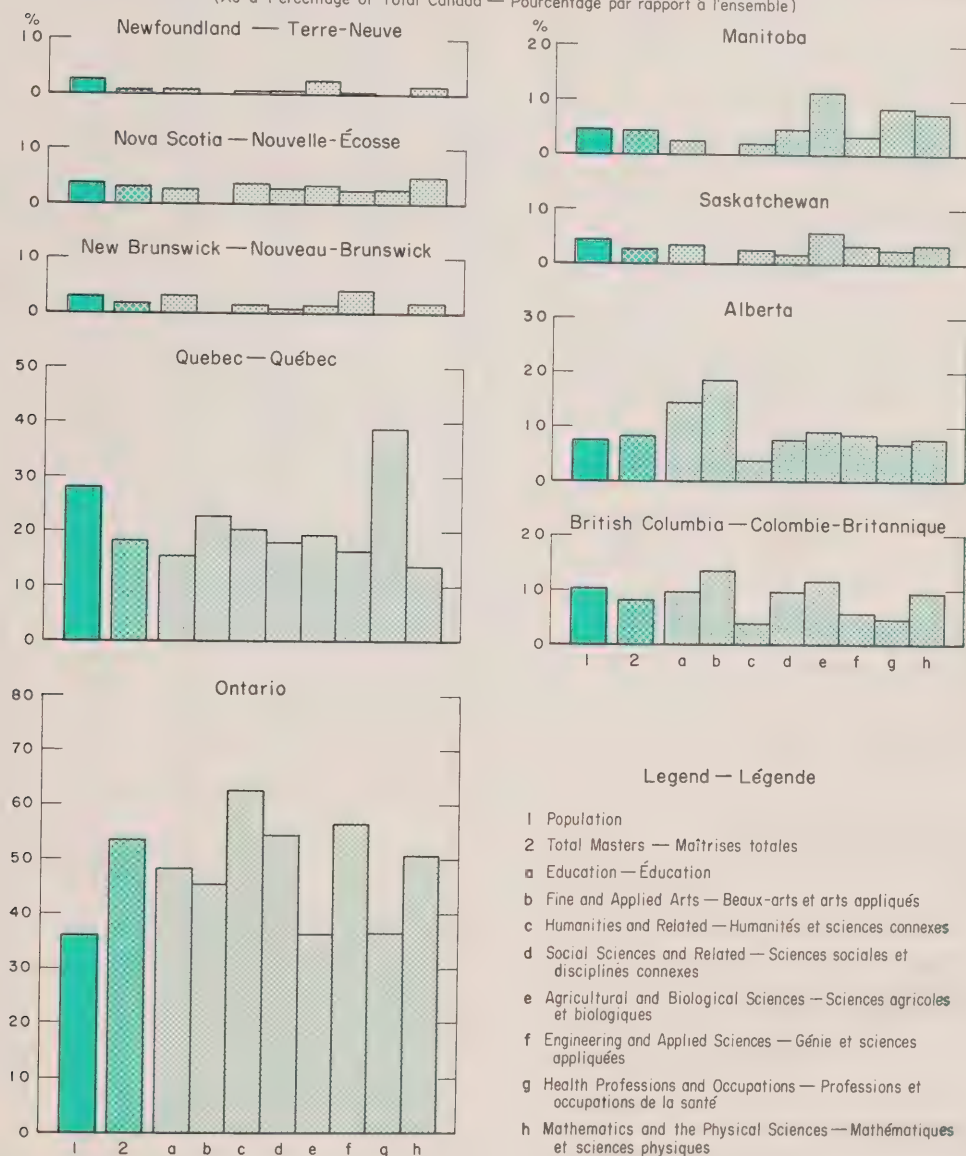 (As a Percentage of Total Canada — Pourcentage par rapport à l'ensemble)
%
Newfoundland — Terre-Neuve
10
0
Nova Scotia — Nouvelle-Écosse
10
0
New Brunswick — Nouveau-Brunswick
10
0
Quebec — Québec
50
40
30
20
10
0
Ontario
80
70
60
50
40
30
20
10
0
1 2 a b c d e f g h
%
Manitoba
20
10
0
Saskatchewan
10
0
Alberta
30
20
10
0
British Columbia — Colombie-Britannique
20
10
0
1 2 a b c d e f g h
Legend — Légende
1 Population
2 Total Masters — Maîtrises totales
a Education — Éducation
b Fine and Applied Arts — Beaux-arts et arts appliqués
c Humanities and Related — Humanités et sciences connexes
d Social Sciences and Related — Sciences sociales et
disciplines connexes
e Agricultural and Biological Sciences — Sciences agricoles
et biologiques
f Engineering and Applied Sciences — Génie et sciences
appliquées
g Health Professions and Occupations — Professions et
occupations de la santé
h Mathematics and the Physical Sciences — Mathématiques
et sciences physiques